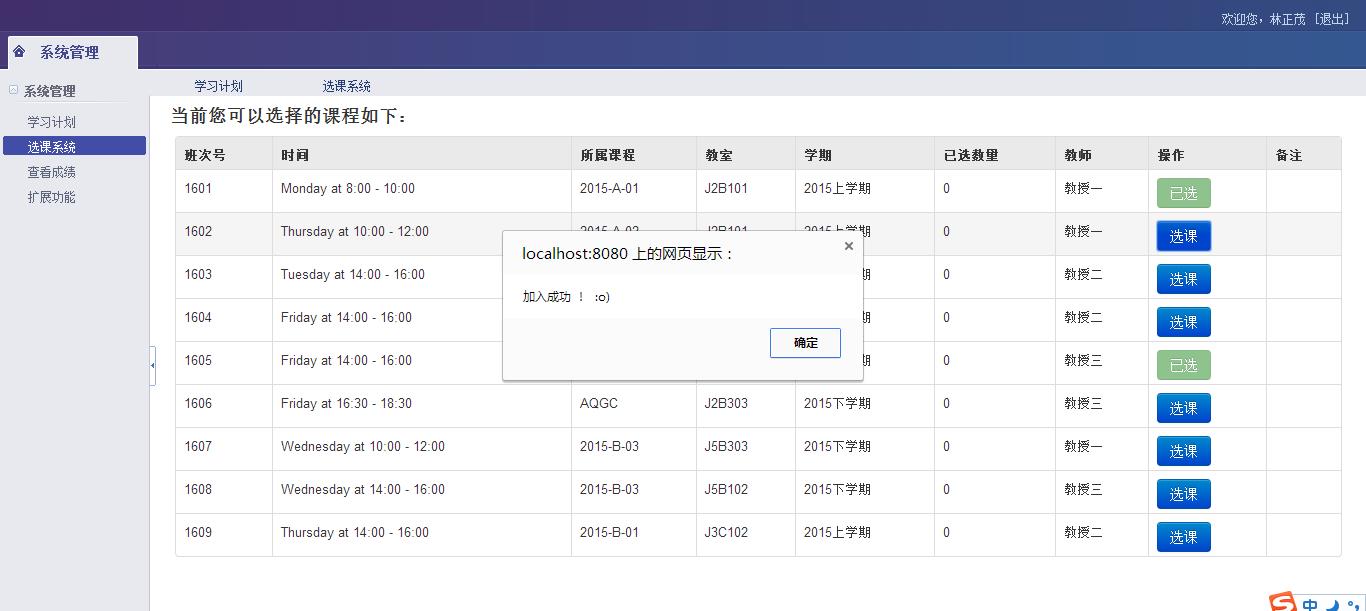 欢迎您，林正茂 [退出]
系统管理
系统管理
学习计划
选课系统
查看成绩
扩展功能
学习计划 选课系统
当前您可以选择的课程如下：
班次号 时间 所属课程 教室 学期 已选数量 教师 操作 备注
1601 Monday at 8:00 - 10:00 2015-A-01 J2B101 2015上学期 0 教授一 已选
1602 Thursday at 10:00 - 12:00 0 教授一 选课
1603 Tuesday at 14:00 - 16:00 期 0 教授二 选课
1604 Friday at 14:00 - 16:00 期 0 教授二 选课
1605 Friday at 14:00 - 16:00 期 0 教授三 已选
1606 Friday at 16:30 - 18:30 AQGC J2B303 2015下学期 0 教授三 选课
1607 Wednesday at 10:00 - 12:00 2015-B-03 J5B303 2015下学期 0 教授一 选课
1608 Wednesday at 14:00 - 16:00 2015-B-03 J5B102 2015下学期 0 教授三 选课
1609 Thursday at 14:00 - 16:00 2015-B-01 J3C102 2015上学期 0 教授二 选课
localhost:8080 上的网页显示：
加入成功 ！ :o)
确定
中